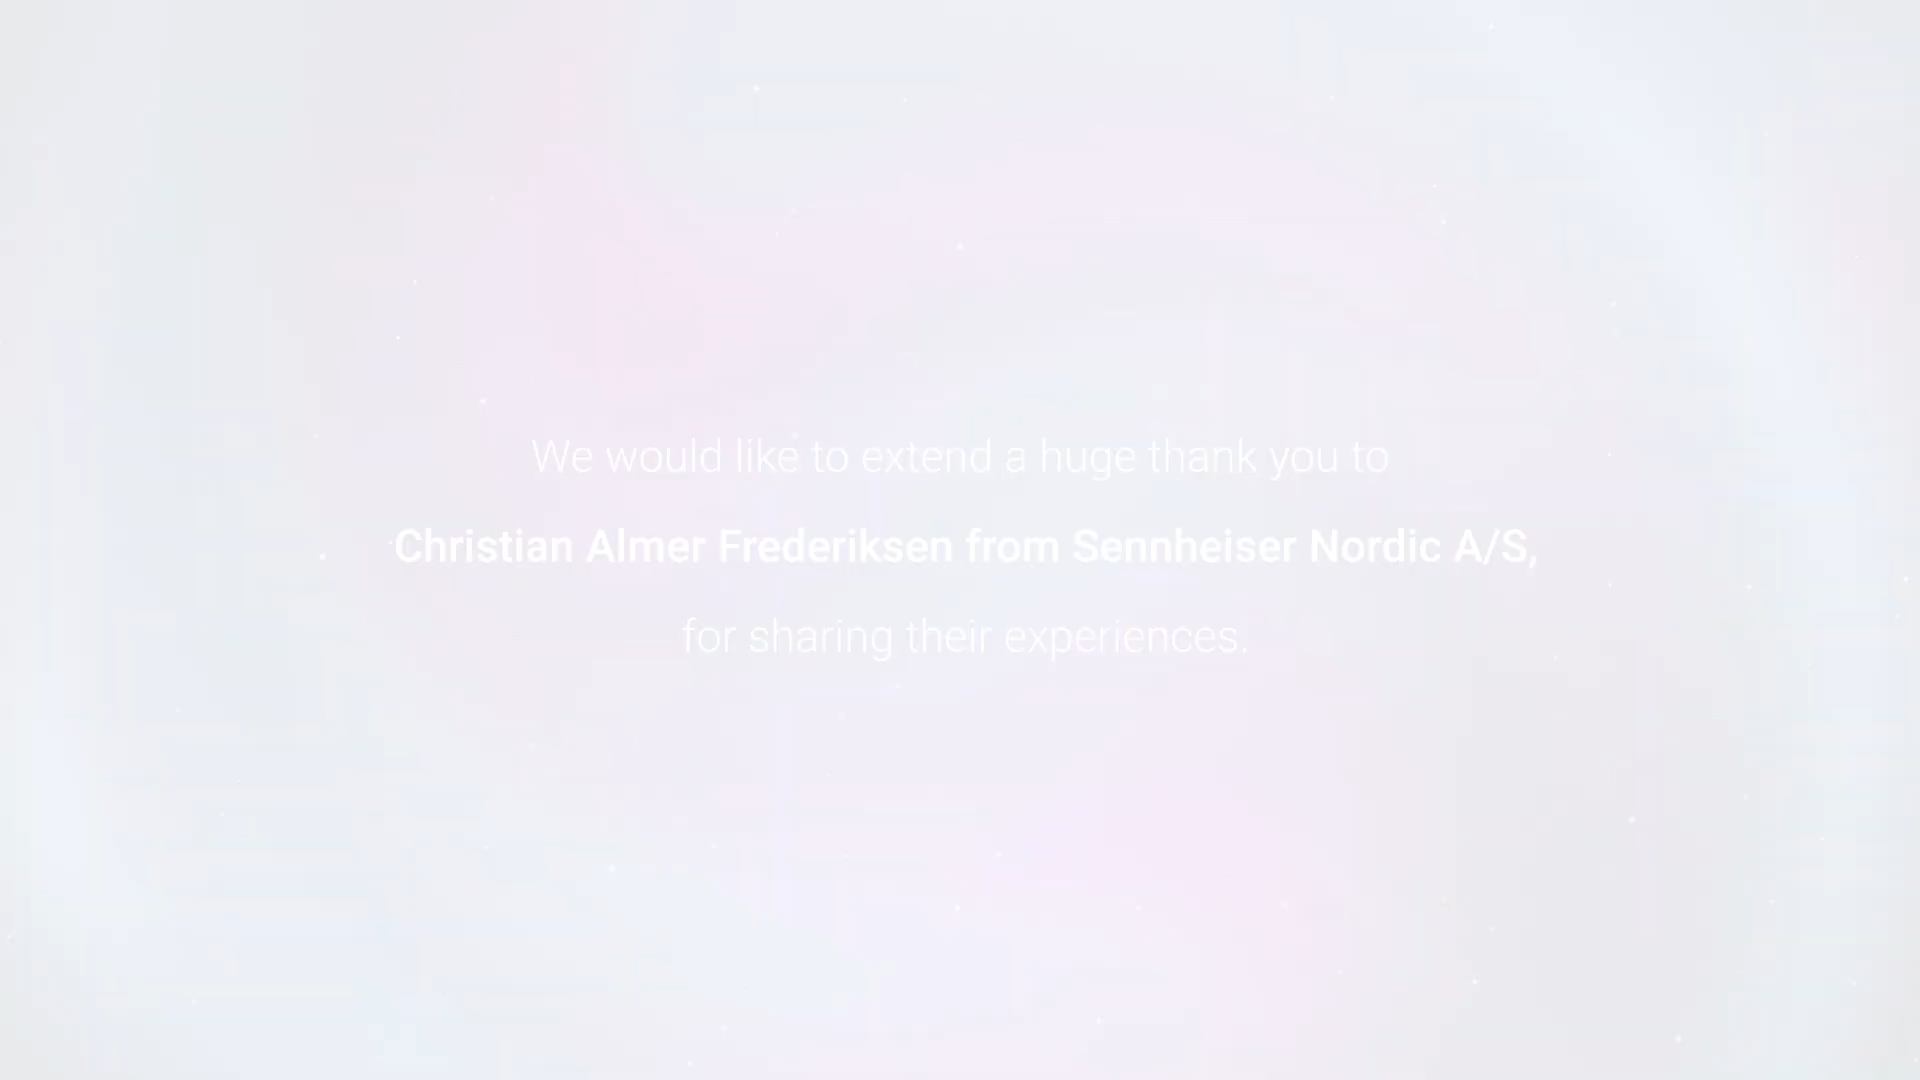 We would like to extend a huge thank you to
Christian Almer Frederiksen from Sennheiser Nordic A/S,
for sharing their experiences.